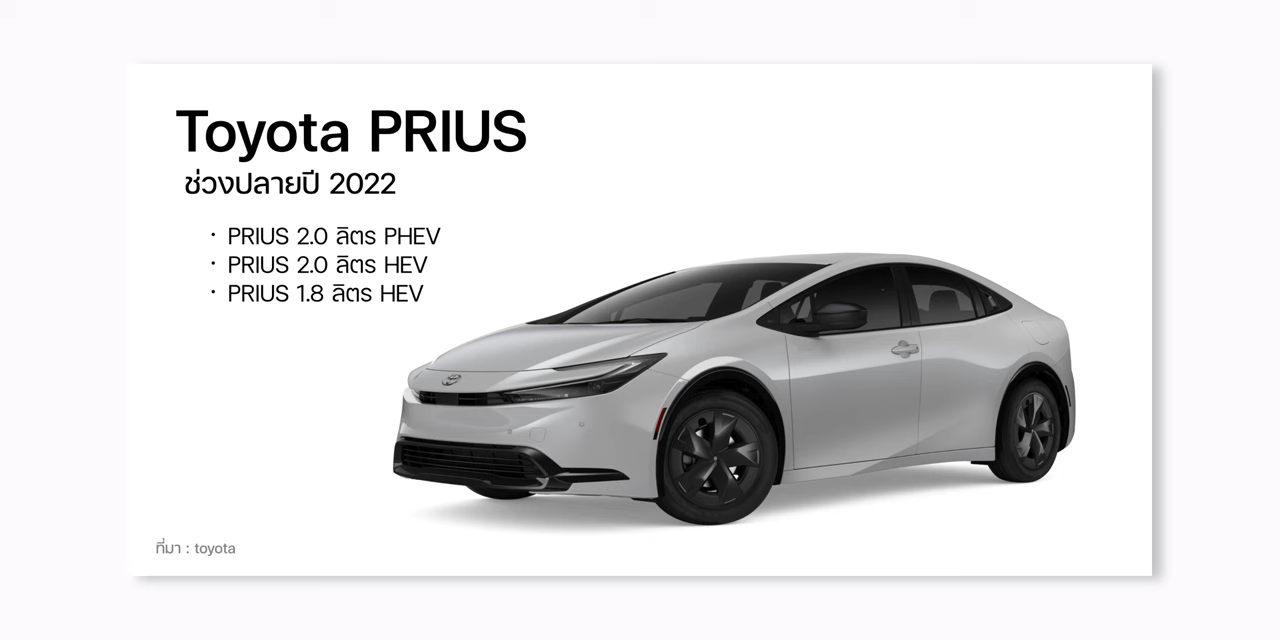 Toyota PRIUS
ช่วงปลายปี 2022
· PRIUS 2.0 ลิตร PHEV
· PRIUS 2.0 ลิตร HEV
· PRIUS 1.8 ลิตร HEV
ที่มา : toyota